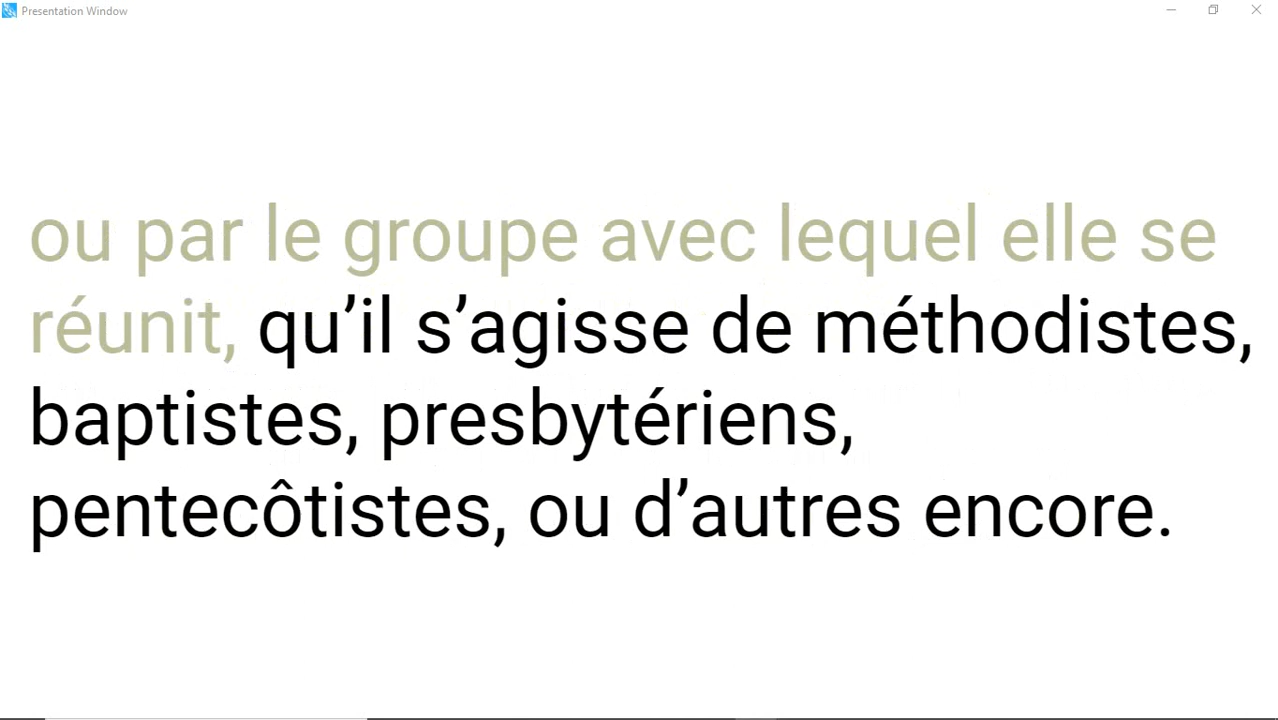 Presentation Window
ou par le groupe avec lequel elle se
réunit, qu’il s’agisse de méthodistes,
baptistes, presbytériens,
pentecôtistes, ou d’autres encore.